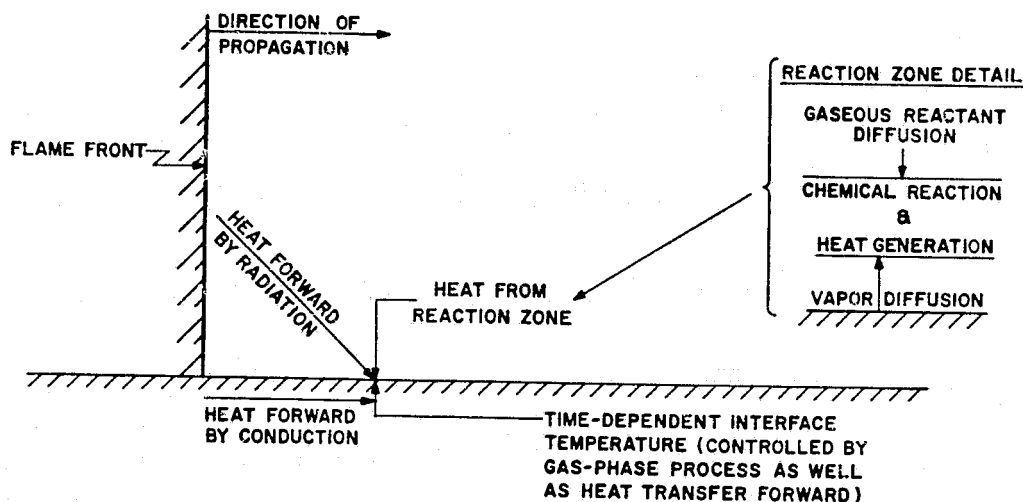 DIRECTION OF
PROPAGATION
FLAME FRONT
HEAT FORWARD
BY RADIATION
HEAT FROM
REACTION ZONE
HEAT FORWARD
BY CONDUCTION
TIME-DEPENDENT INTERFACE
TEMPERATURE (CONTROLLED BY
GAS-PHASE PROCESS AS WELL
AS HEAT TRANSFER FORWARD)
REACTION ZONE DETAIL
GASEOUS REACTANT
DIFFUSION
CHEMICAL REACTION
a
HEAT GENERATION
VAPOR DIFFUSION